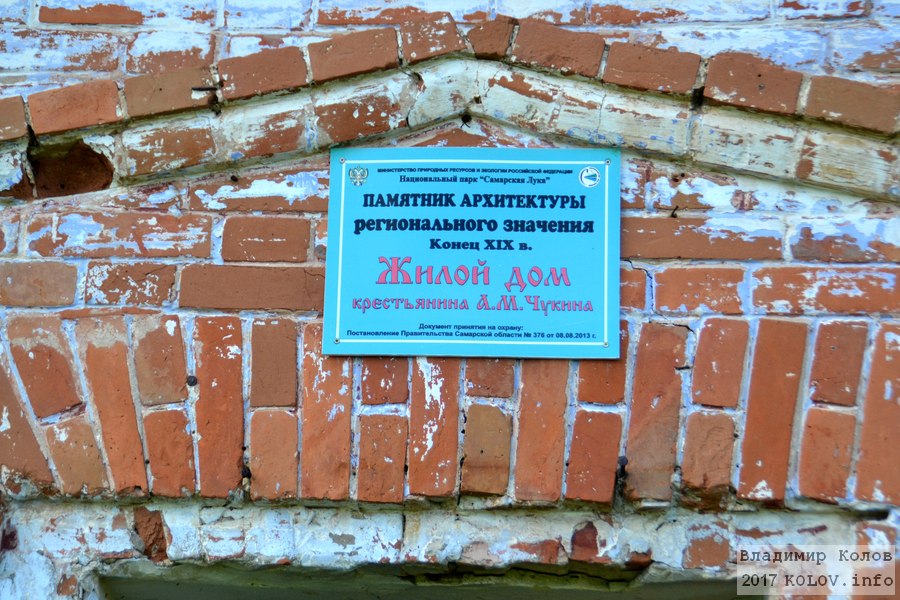 МИНИСТЕРСТВО ПРИРОДНЫХ РЕСУРСОВ И ЭКОЛОГИИ РОССИЙСКОЙ ФЕДЕРАЦИИ
Национальный парк "Самарская Лука"
ПАМЯТНИК АРХИТЕКТУРЫ
регионального значения
Конец XIX в.
Жилой дом
крестьянина А.М.Чукина
Документ принятия на охрану:
Постановление Правительства Самарской области № 376 от 08.08.2013 г.
Владимир Колов
2017 KOLOV.info